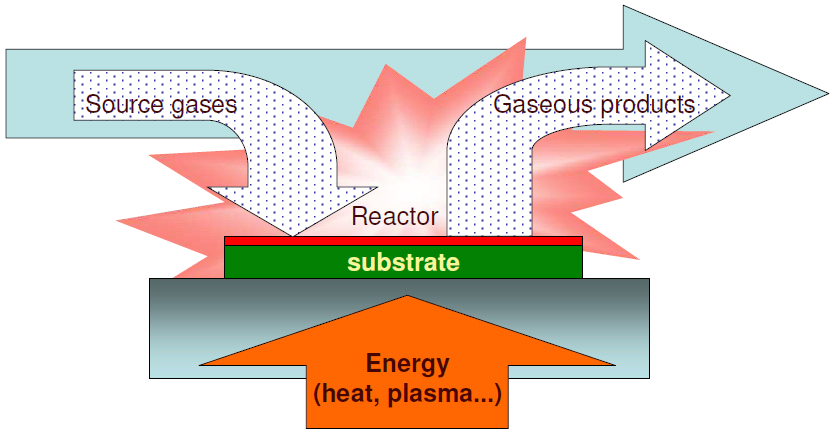 Source gases
Gaseous products
Reactor
substrate
Energy
(heat, plasma...)